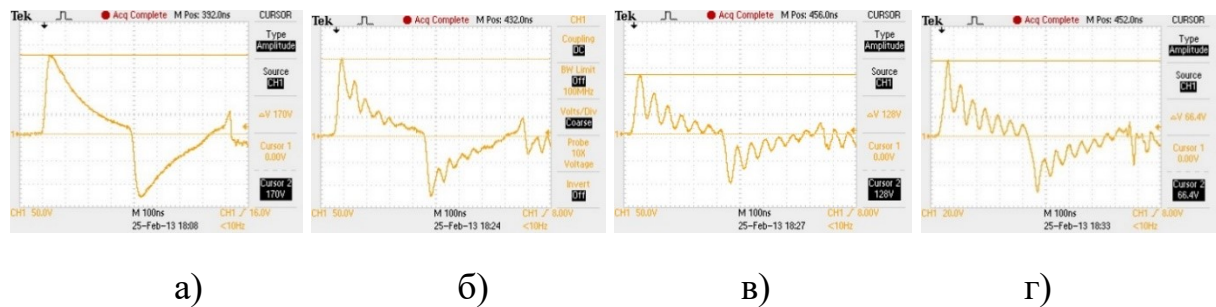 Tek Acq Complete M Pos: 392.0ns CURSOR
Type
Amplitude
Source
CH1
△V 170V
Cursor 1
0.00V
Cursor 2
170V
CH1 50.0V M 100ns CH1 ∫ 16.0V
25-Feb-13 18:08 <10Hz
Tek Acq Complete M Pos: 432.0ns CH1
Coupling
DC
BW Limit
Off
100MHz
Volts/Div
Coarse
Probe
10X
Voltage
Invert
Off
CH1 50.0V M 100ns CH1 ∫ 8.00V
25-Feb-13 18:24 <10Hz
Tek Acq Complete M Pos: 456.0ns CURSOR
Type
Amplitude
Source
CH1
△V 128V
Cursor 1
0.00V
Cursor 2
128V
CH1 50.0V M 100ns CH1 ∫ 8.00V
25-Feb-13 18:27 <10Hz
Tek Acq Complete M Pos: 452.0ns CURSOR
Type
Amplitude
Source
CH1
△V 66.4V
Cursor 1
0.00V
Cursor 2
66.4V
CH1 20.0V M 100ns CH1 ∫ 8.00V
25-Feb-13 18:33 <10Hz
а) б) в) г)